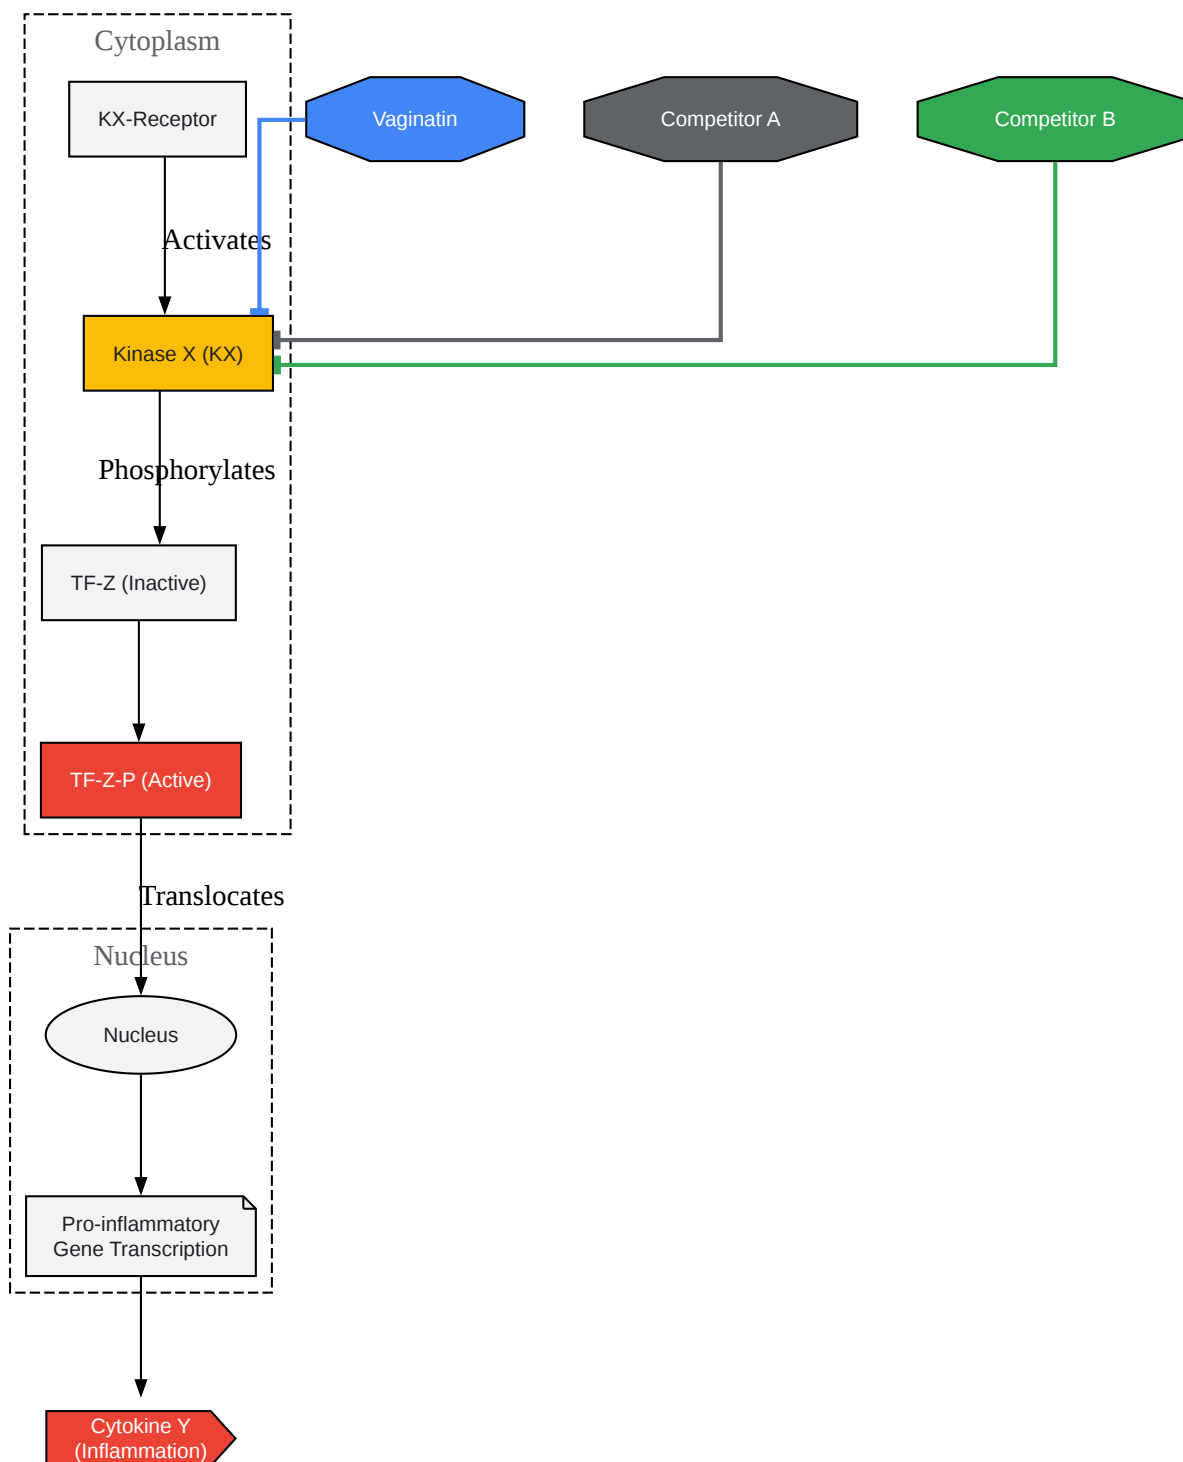 Cytoplasm
KX-Receptor
Vaginatin
Competitor A
Competitor B
Activates
Kinase X (KX)
Phosphorylates
TF-Z (Inactive)
TF-Z-P (Active)
Translocates
Nucleus
Nucleus
Pro-inflammatory
Gene Transcription
Cytokine Y
(Inflammation)